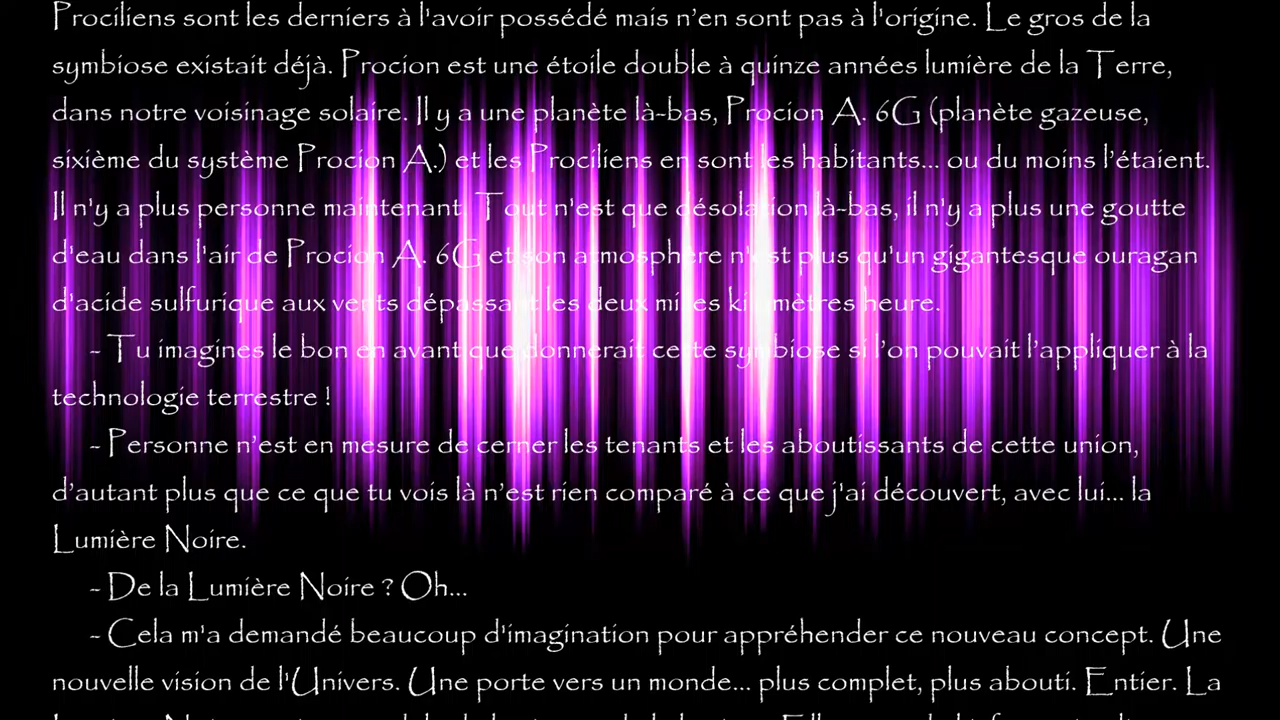 Prociliens sont les derniers à l'avoir possédé mais n’en sont pas à l'origine. Le gros de la
symbiose existait déjà. Procion est une étoile double à quinze années lumière de la Terre,
dans notre voisinage solaire. Il y a une planète là-bas, Procion A. 6G (planète gazeuse,
sixième du système Procion A.) et les Prociliens en sont les habitants... ou du moins l’étaient.
Il n'y a plus personne maintenant. Tout n'est que désolation là-bas, il n'y a plus une goutte
d'eau dans l'air de Procion A. 6G et son atmosphère n'est plus qu'un gigantesque ouragan
d'acide sulfurique aux vents dépassant les deux milles kilomètres heure.
- Tu imagines le bon en avant que donnerait cette symbiose si l’on pouvait l’appliquer à la
technologie terrestre !
- Personne n’est en mesure de cerner les tenants et les aboutissants de cette union,
d’autant plus que ce que tu vois là n’est rien comparé à ce que j'ai découvert, avec lui... la
Lumière Noire.
- De la Lumière Noire ? Oh...
- Cela m'a demandé beaucoup d'imagination pour appréhender ce nouveau concept. Une
nouvelle vision de l'Univers. Une porte vers un monde... plus complet, plus abouti. Entier. La